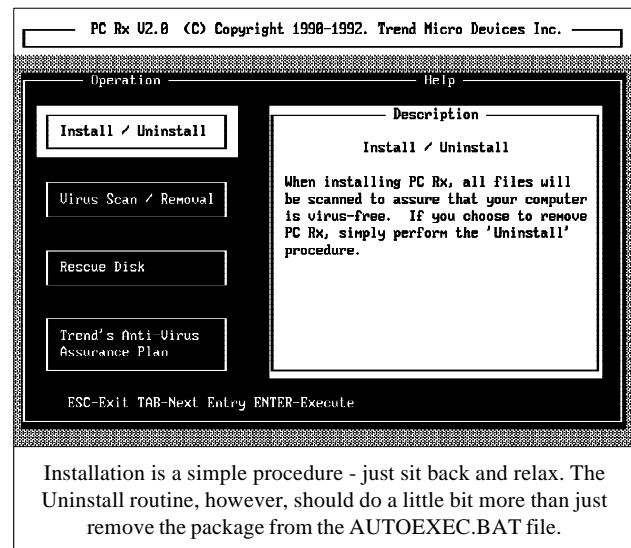 PC Rx V2.0 (C) Copyright 1990-1992. Trend Micro Devices Inc.
Operation
Help
Install / Uninstall
Virus Scan / Removal
Rescue Disk
Trend's Anti-Virus
Assurance Plan
Description
Install / Uninstall
When installing PC Rx, all files will
be scanned to assure that your computer
is virus-free. If you choose to remove
PC Rx, simply perform the 'Uninstall'
procedure.
ESC-Exit TAB-Next Entry ENTER-Execute
Installation is a simple procedure - just sit back and relax. The
Uninstall routine, however, should do a little bit more than just
remove the package from the AUTOEXEC.BAT file.